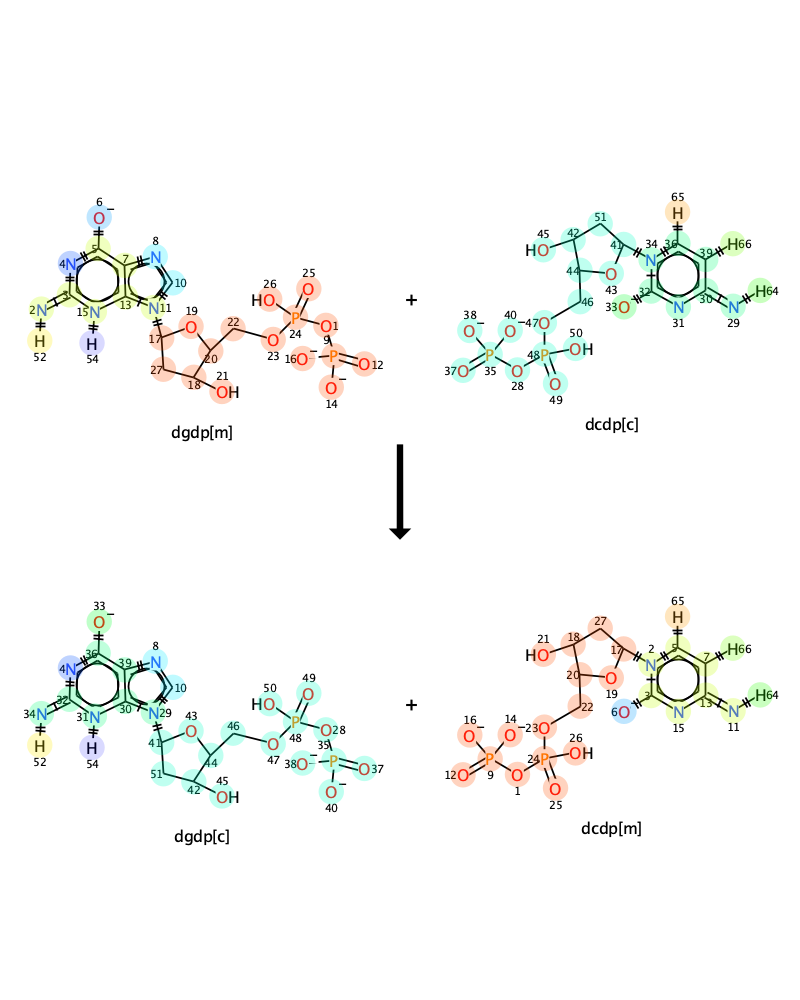 6
O−
65
H
5
7
8
N
4N
10
3
13
N11
2N
15N
52
H
54
H
17
19
O
27
18
20
21
OH
22
23
O
24
P
26
HO
25
O
O1
9
P
16O−
O12
O−
14
dgdp[m]
+
51
45
HO
42
41
44
O
43
46
47O
34
N
36
39
H66
32
33O
N
31
30
N
29
H64
38
O−
40
O−
50
OH
48P
P
35
37O
O
28
O
49
dcdp[c]
33
O−
36
39
8
N
4N
10
32
30
N29
34N
31N
52
H
54
H
41
43
O
51
42
44
45
OH
46
47
O
48
P
50
HO
49
O
O28
35
P
38O−
O37
O−
40
dgdp[c]
+
65
H
27
21
HO
18
17
20
O
19
22
23O
2
N
5
7
H66
3
6O
N
15
13
N
11
H64
16
O−
14
O−
26
OH
24P
P
9
12O
O
1
O
25
dcdp[m]